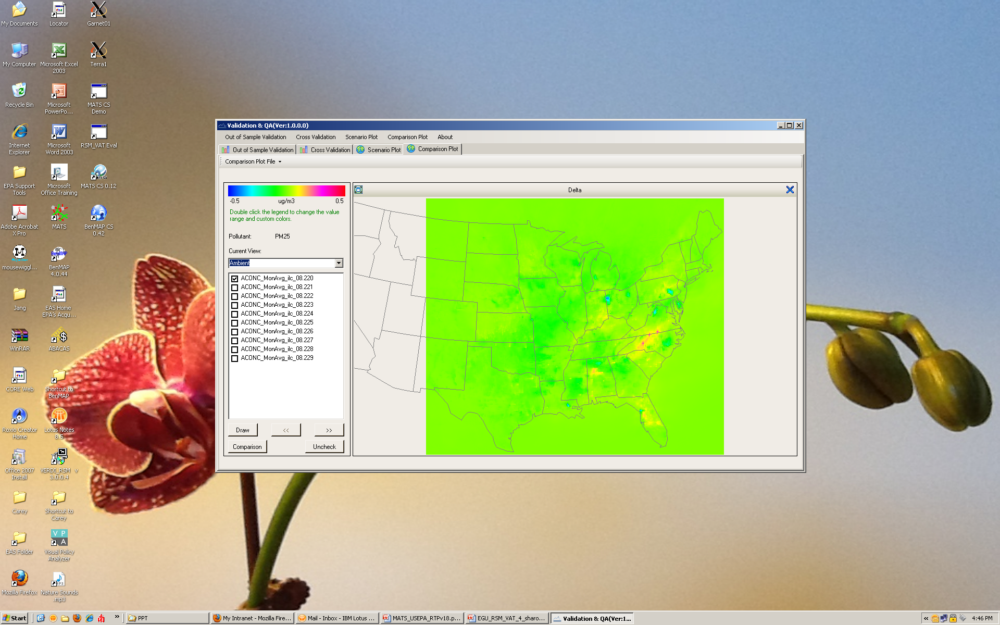 My Documents
Locator
Garnet01
My Computer
Microsoft Excel
2003
Terra1
Recycle Bin
Microsoft
PowerPo...
MATS CS
Demo
Internet
Explorer
Microsoft
Word 2003
RSM_VAT Eval
EPA Support
Tools
Microsoft
Office Training
MATS CS 0.12
Adobe Acrobat
X Pro
MATS
BenMAP CS
0.42
mousewiggl...
BenMAP
4.0.44
Jang
EAS Home
EPA's Acqu...
WinRAR
ABACAS
CORE Web
Shortcut to
BenMAP
Roxio Creator
Home
Lotus Notes
8.5
Office 2007
Install
VERDI_RSM v
3.0.0.4
Carey
Shortcut to
Carey
VPA
EAS Folder
Visual Policy
Analyzer
Mozilla Firefox
Nature Sounds
.mp3
Validation & QA(Ver:1.0.0.0)
Out of Sample Validation
Cross Validation
Scenario Plot
Comparison Plot
About
Out of Sample Validation
Cross Validation
Scenario Plot
Comparison Plot
Comparison Plot File
-0.5
ug/m3
0.5
Double click the legend to change the value
range and custom colors.
Pollutant:
PM25
Current View:
Ambient
ACONC_MonAvg_ilc_08.220
ACONC_MonAvg_ilc_08.221
ACONC_MonAvg_ilc_08.222
ACONC_MonAvg_ilc_08.223
ACONC_MonAvg_ilc_08.224
ACONC_MonAvg_ilc_08.225
ACONC_MonAvg_ilc_08.226
ACONC_MonAvg_ilc_08.227
ACONC_MonAvg_ilc_08.228
ACONC_MonAvg_ilc_08.229
Draw
<<
>>
Comparison
Uncheck
Delta
Start
»
PPT
My Intranet - Mozilla Fire...
Mail - Inbox - IBM Lotus ...
MATS_USEPA_RTPv18.p...
EGU_RSM_VAT_4_sharo...
Validation & QA(Ver:1...
«
4:46 PM